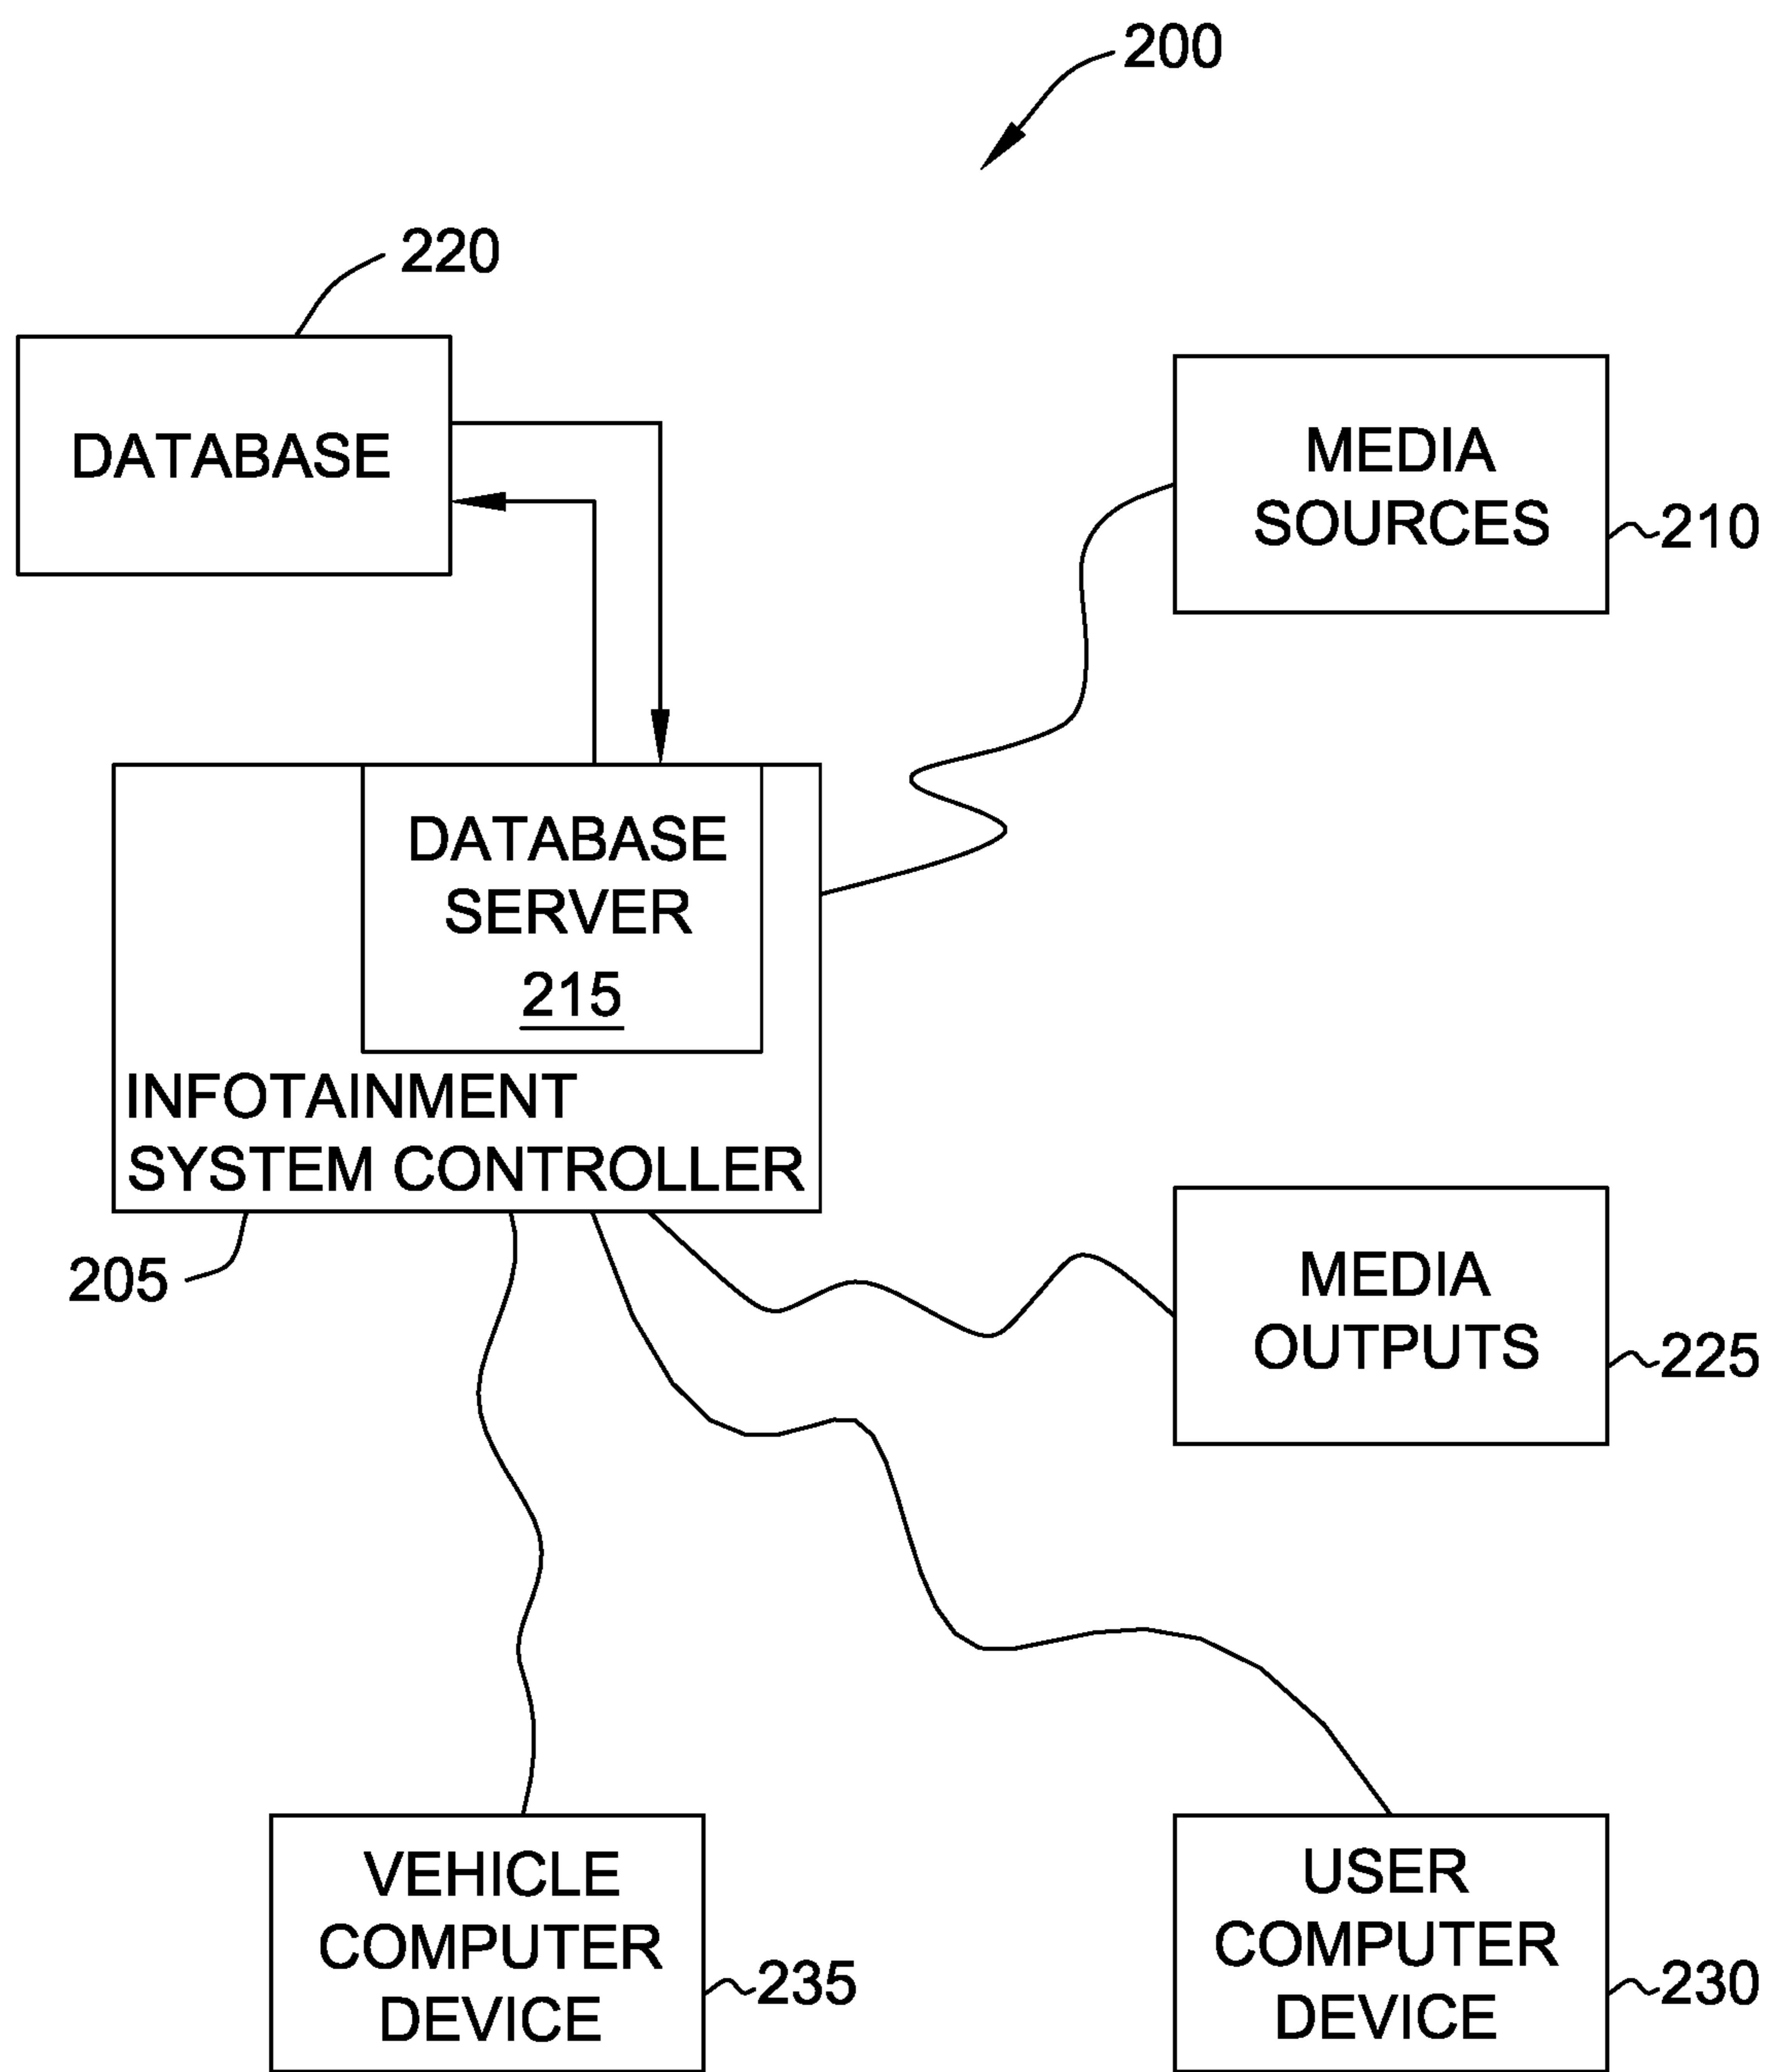 200
220
DATABASE
MEDIA
SOURCES
210
DATABASE
SERVER
215
INFOTAINMENT
SYSTEM CONTROLLER
205
MEDIA
OUTPUTS
225
VEHICLE
COMPUTER
DEVICE
235
USER
COMPUTER
DEVICE
230